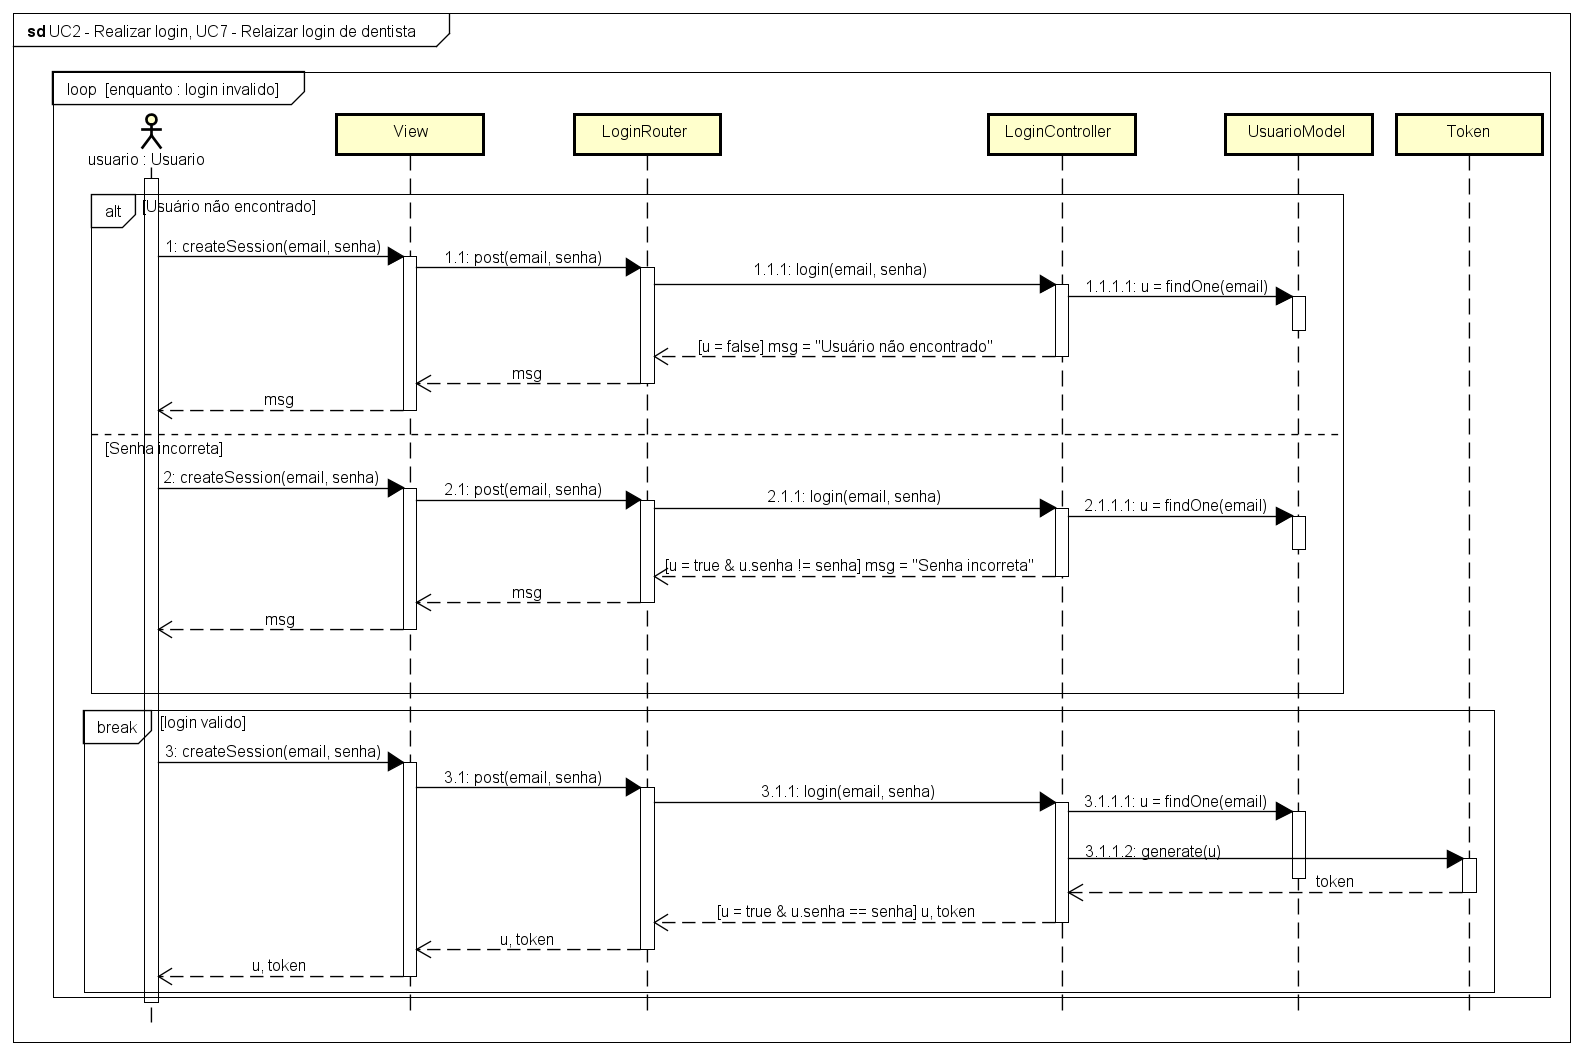 sd UC2 - Realizar login, UC7 - Relaizar login de dentista
loop [enquanto : login invalido]
usuario : Usuario
View
LoginRouter
LoginController
UsuarioModel
Token
alt [Usuário não encontrado]
1: createSession(email, senha)
1.1: post(email, senha)
1.1.1: login(email, senha)
1.1.1.1: u = findOne(email)
[u = false] msg = "Usuário não encontrado"
msg
msg
[Senha incorreta]
2: createSession(email, senha)
2.1: post(email, senha)
2.1.1: login(email, senha)
2.1.1.1: u = findOne(email)
[u = true & u.senha != senha] msg = "Senha incorreta"
msg
msg
break [login valido]
3: createSession(email, senha)
3.1: post(email, senha)
3.1.1: login(email, senha)
3.1.1.1: u = findOne(email)
3.1.1.2: generate(u)
token
[u = true & u.senha == senha] u, token
u, token
u, token